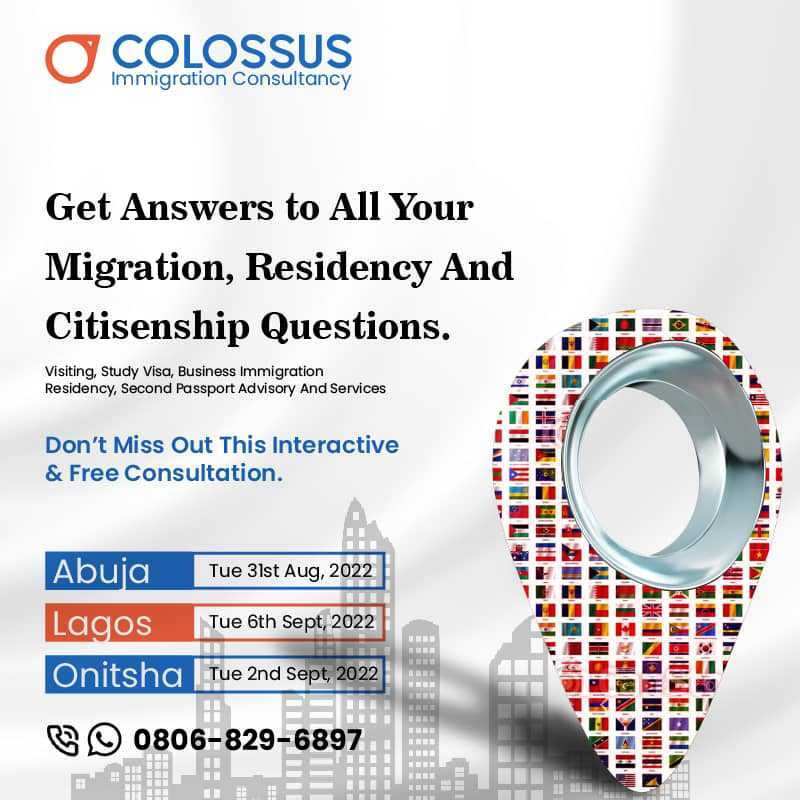 COLOSSUS
Immigration Consultancy
Get Answers to All Your
Migration, Residency And
Citisenship Questions.
Visiting, Study Visa, Business Immigration
Residency, Second Passport Advisory And Services
Don't Miss Out This Interactive
& Free Consultation.
Abuja Tue 31st Aug, 2022
Lagos Tue 6th Sept, 2022
Onitsha Tue 2nd Sept, 2022
0806-829-6897